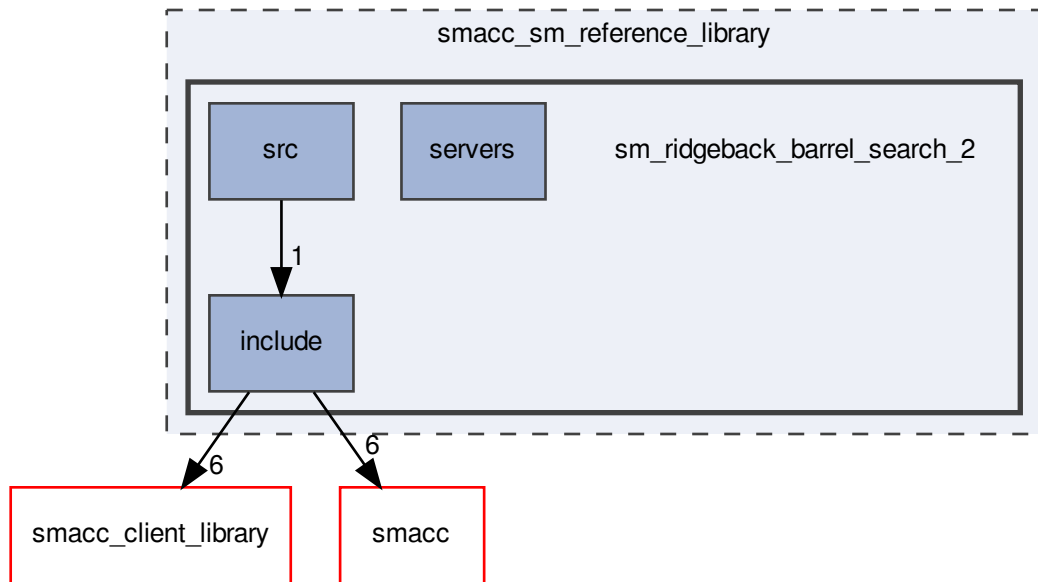 smacc_sm_reference_library
src
servers
sm_ridgeback_barrel_search_2
1
include
6
6
smacc_client_library
smacc